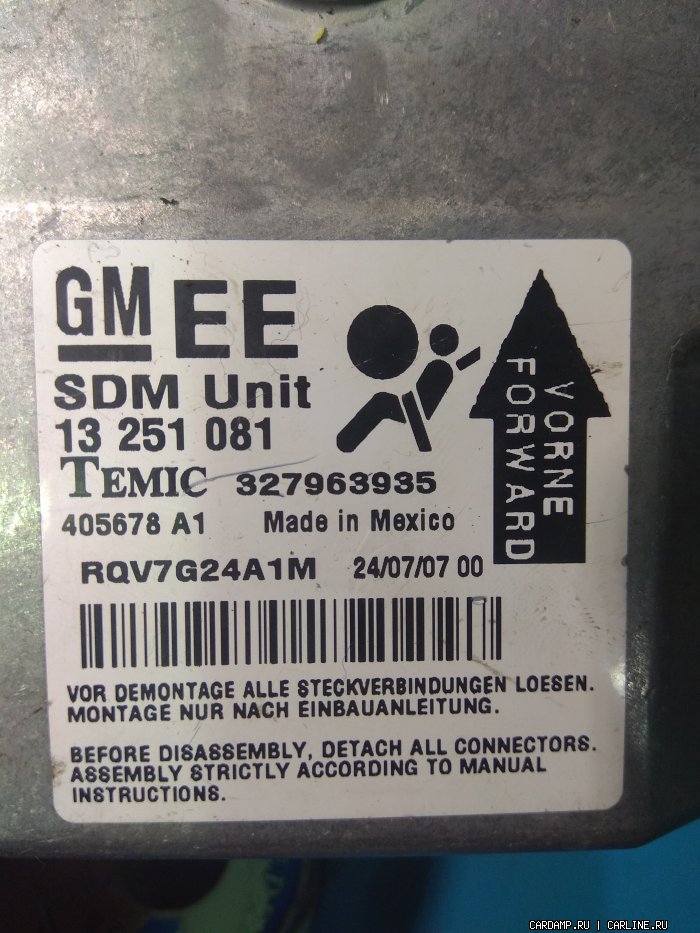 GM EE
SDM Unit
13 251 081
TEMIC 327963935
405678 A1 Made in Mexico
RQV7G24A1M 24/07/07 00
VORNE
FORWARD
VOR DEMONTAGE ALLE STECKVERBINDUNGEN LOESEN.
MONTAGE NUR NACH EINBAUANLEITUNG.
BEFORE DISASSEMBLY, DETACH ALL CONNECTORS.
ASSEMBLY STRICTLY ACCORDING TO MANUAL
INSTRUCTIONS.
CARDAMP.RU | CARLINE.RU